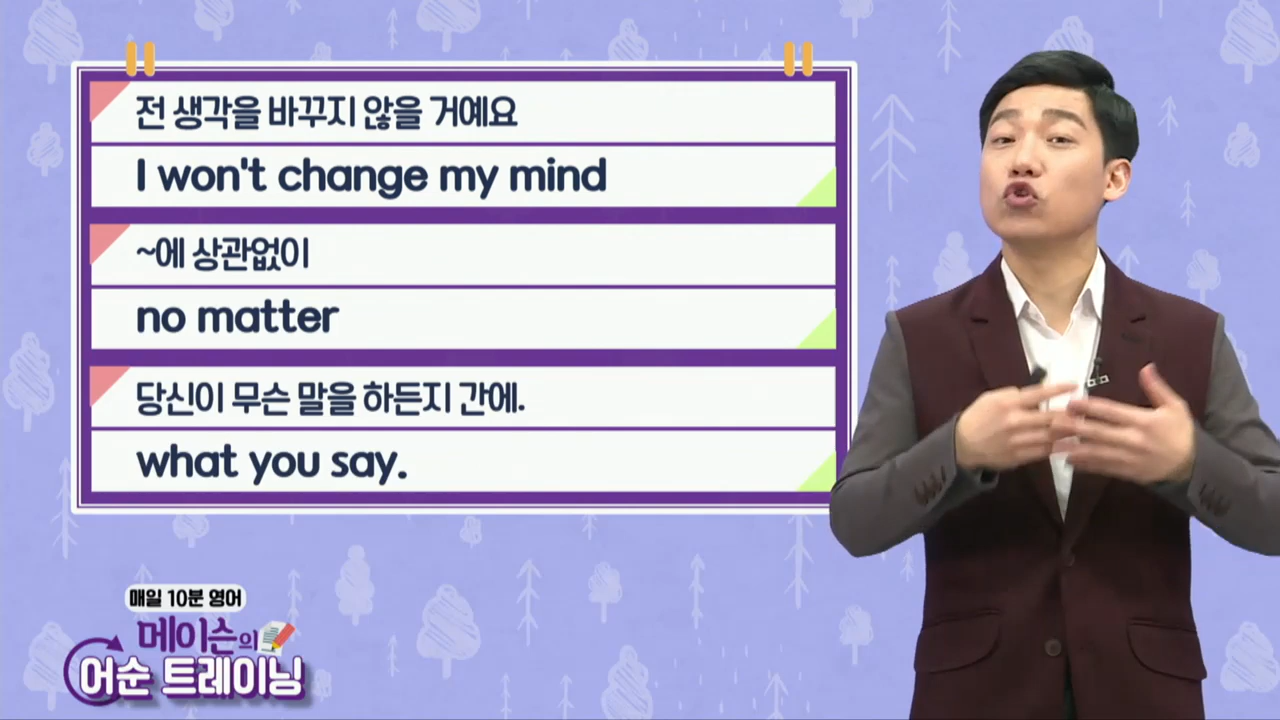 전 생각을 바꾸지 않을 거예요
I won't change my mind
~에 상관없이
no matter
당신이 무슨 말을 하든지 간에.
what you say.
매일 10분 영어
메이슨의
어순 트레이닝